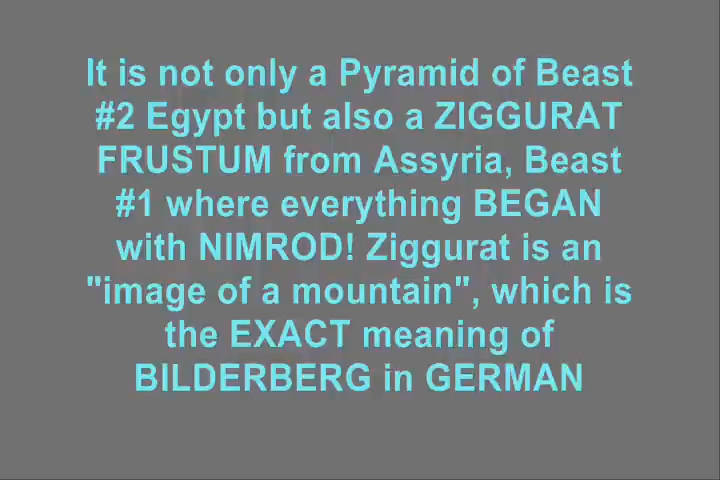 It is not only a Pyramid of Beast
#2 Egypt but also a ZIGGURAT
FRUSTUM from Assyria, Beast
#1 where everything BEGAN
with NIMROD! Ziggurat is an
"image of a mountain", which is
the EXACT meaning of
BILDERBERG in GERMAN